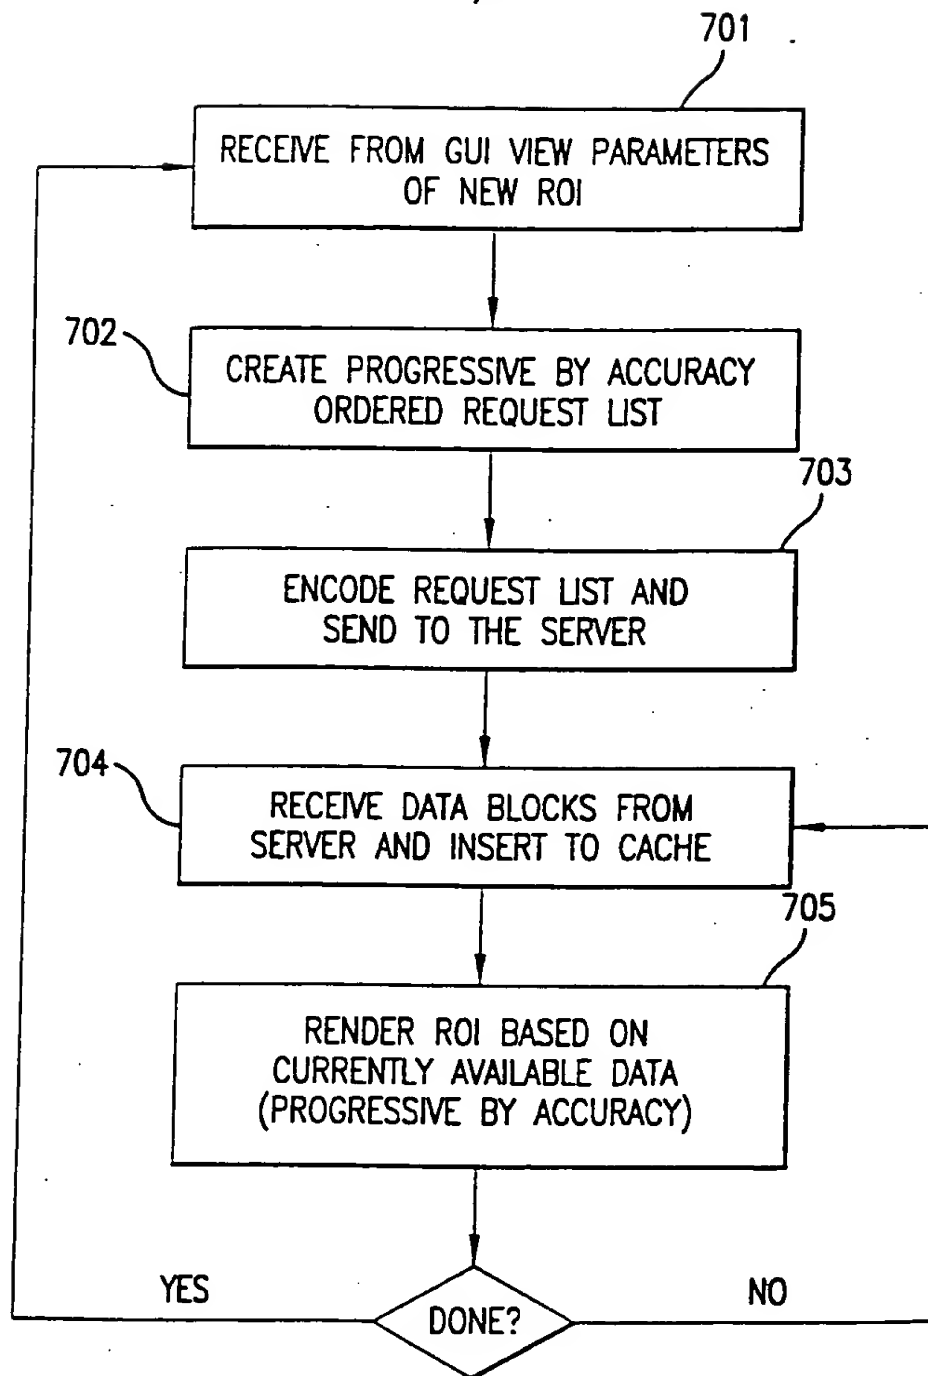 701
RECEIVE FROM GUI VIEW PARAMETERS
OF NEW ROI
702
CREATE PROGRESSIVE BY ACCURACY
ORDERED REQUEST LIST
703
ENCODE REQUEST LIST AND
SEND TO THE SERVER
704
RECEIVE DATA BLOCKS FROM
SERVER AND INSERT TO CACHE
705
RENDER ROI BASED ON
CURRENTLY AVAILABLE DATA
(PROGRESSIVE BY ACCURACY)
YES
DONE?
NO